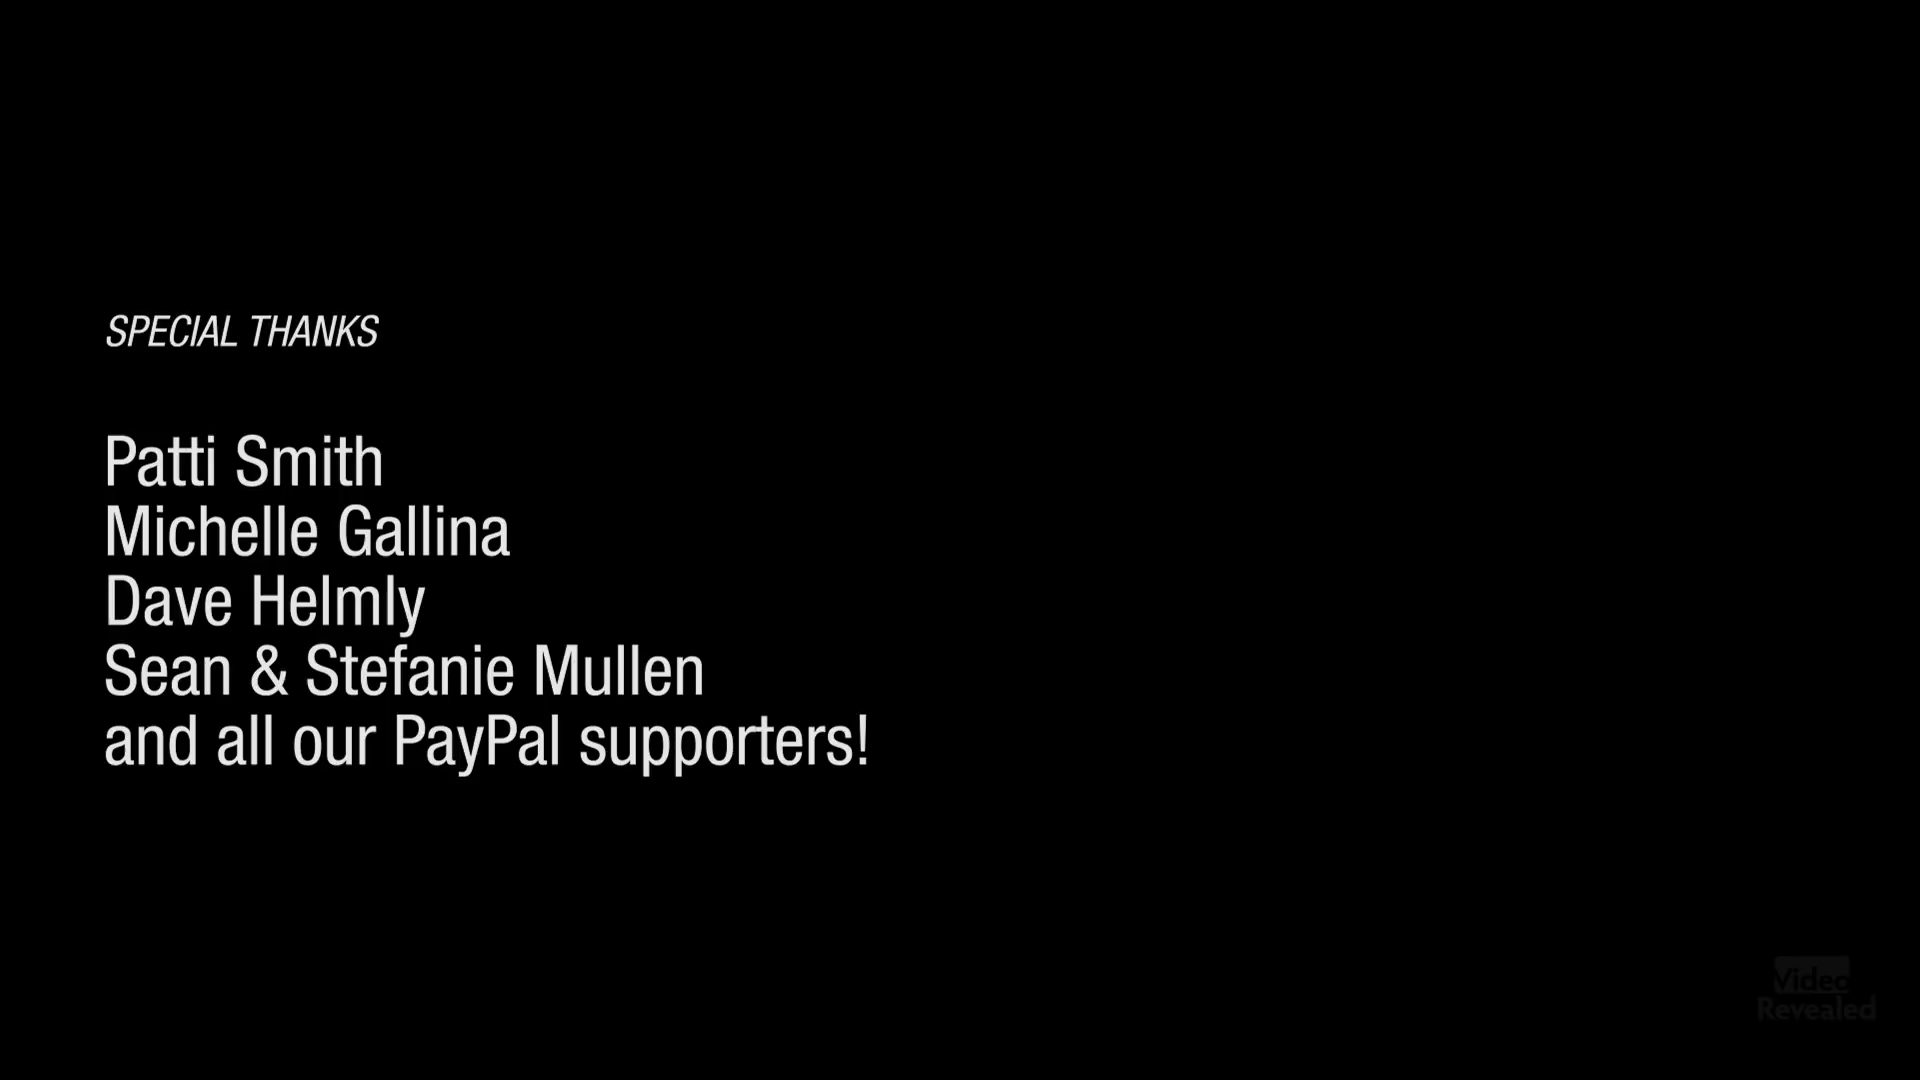 SPECIAL THANKS
Patti Smith
Michelle Gallina
Dave Helmly
Sean & Stefanie Mullen
and all our PayPal supporters!
Video
Revealed